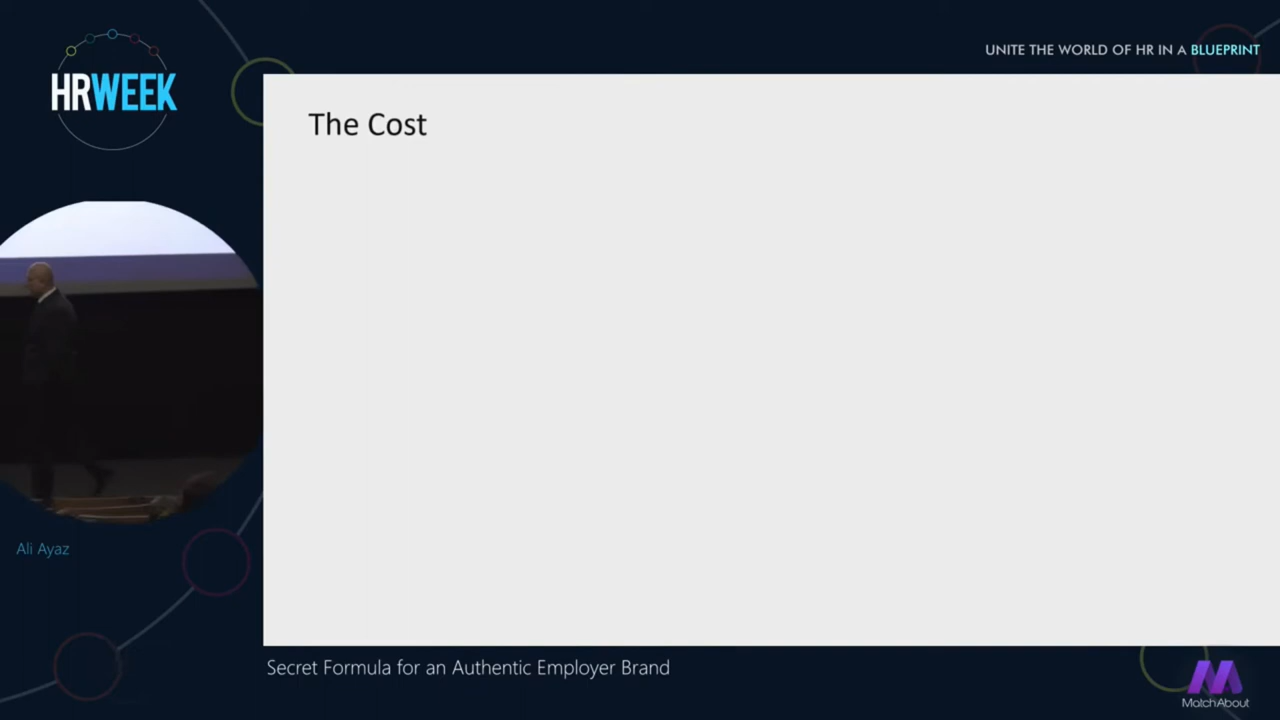 HRWEEK
UNITE THE WORLD OF HR IN A BLUEPRINT
The Cost
Ali Ayaz
Secret Formula for an Authentic Employer Brand
MatchAbout